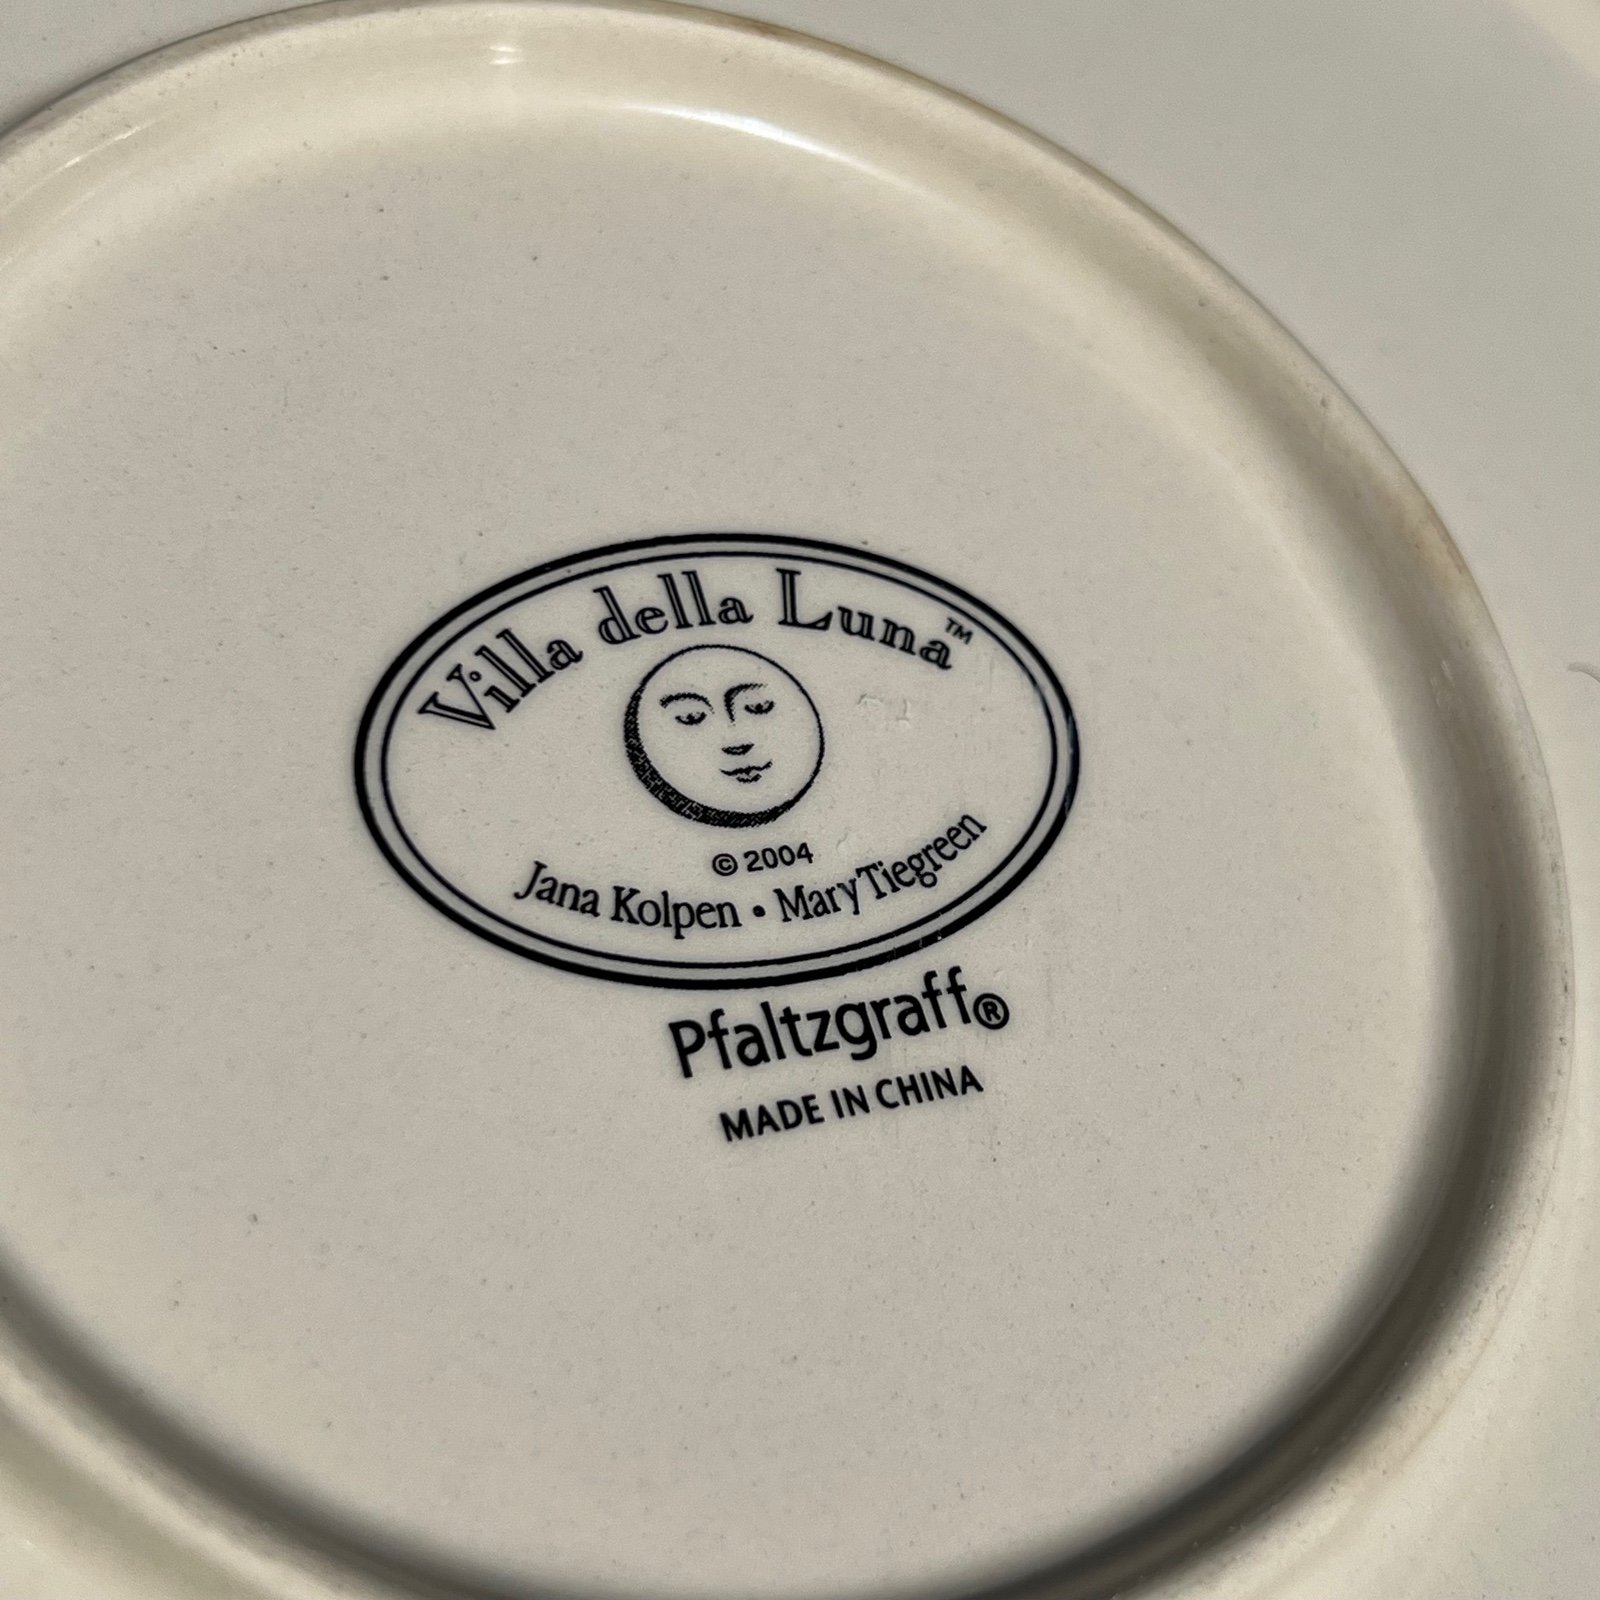 Villa della Luna™
© 2004
Jana Kolpen • Mary Tiegreen
Pfaltzgraff®
MADE IN CHINA